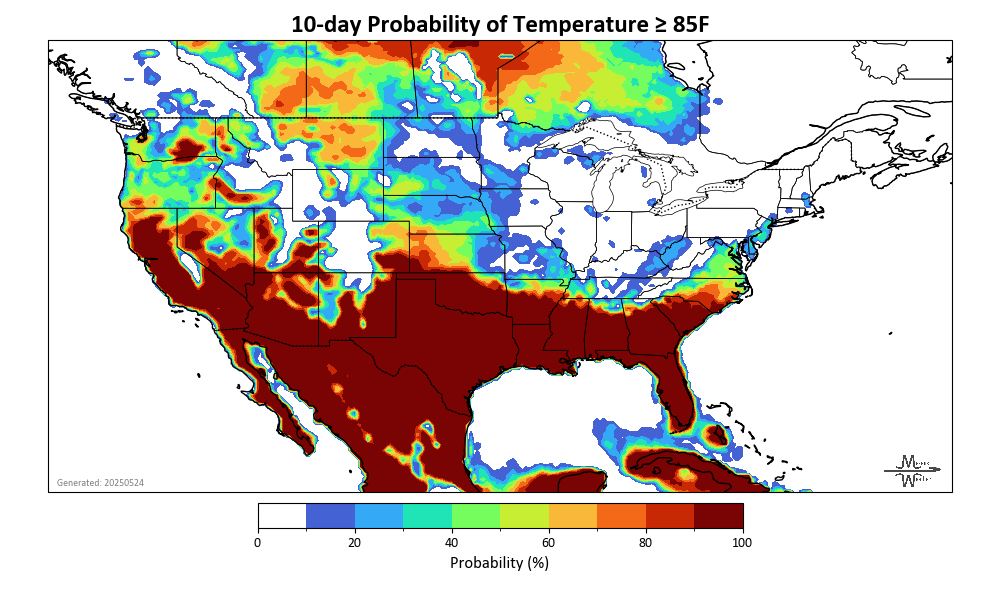 10-day Probability of Temperature ≥ 85F
Generated: 20250524
0 20 40 60 80 100
Probability (%)